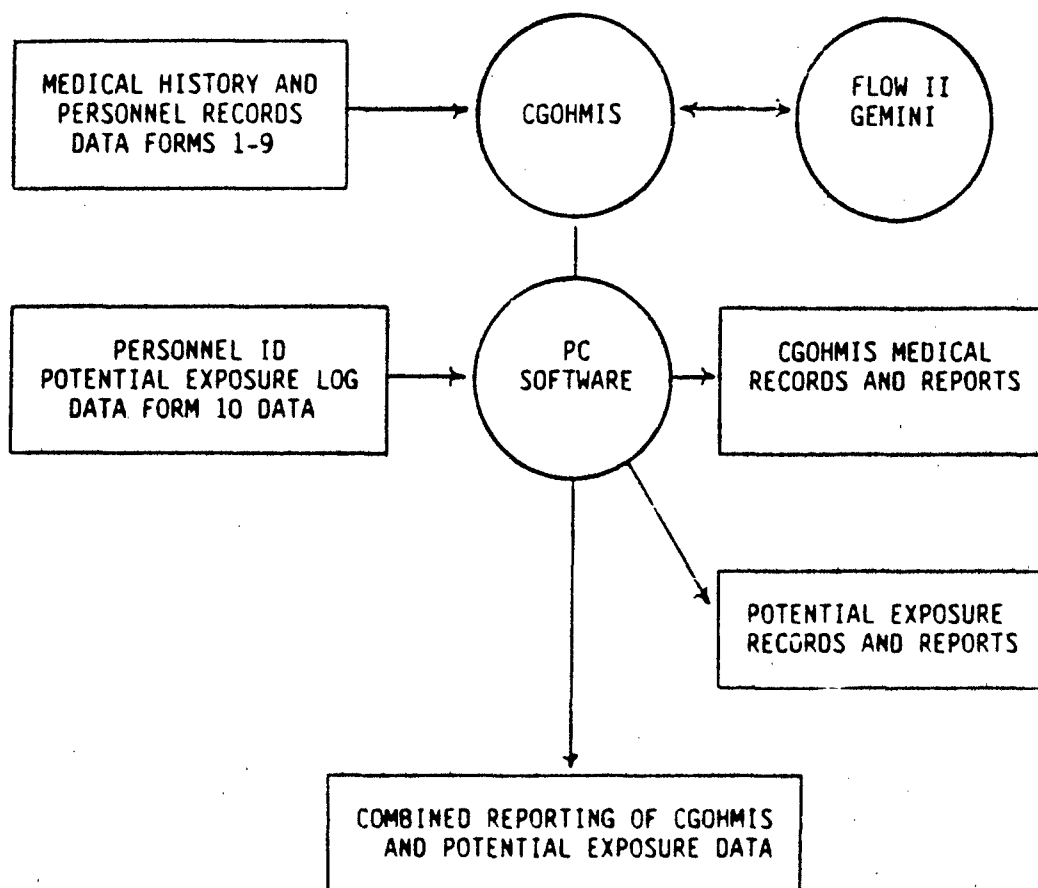 MEDICAL HISTORY AND
PERSONNEL RECORDS
DATA FORMS 1-9
CGOHMIS
FLOW II
GEMINI
PERSONNEL ID
POTENTIAL EXPOSURE LOG
DATA FORM 10 DATA
PC
SOFTWARE
CGOHMIS MEDICAL
RECORDS AND REPORTS
POTENTIAL EXPOSURE
RECORDS AND REPORTS
COMBINED REPORTING OF CGOHMIS
AND POTENTIAL EXPOSURE DATA